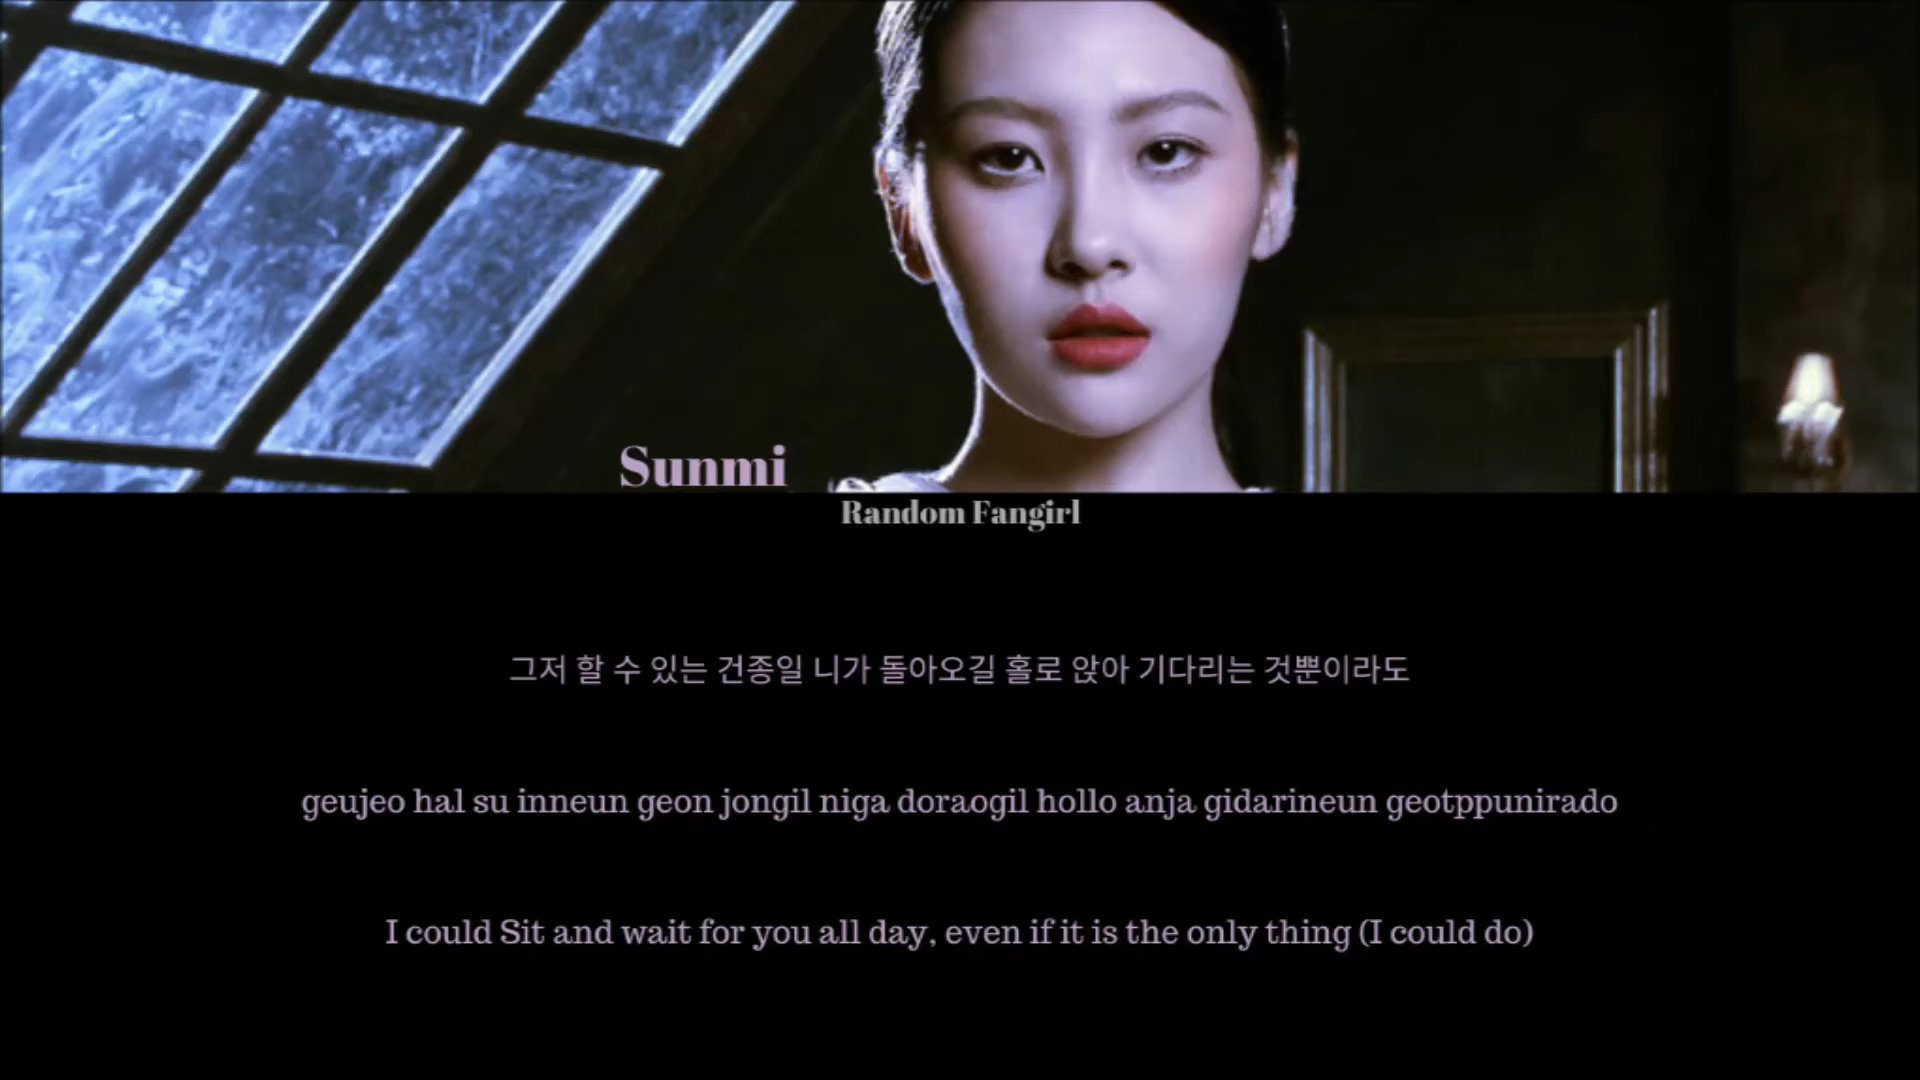 Sunmi
Random Fangirl
그저 할 수 있는 건종일 니가 돌아오길 홀로 앉아 기다리는 것뿐이라도
geujeo hal su inneun geon jongil niga doraogil hollo anja gidarineun geotppunirado
I could Sit and wait for you all day, even if it is the only thing (I could do)